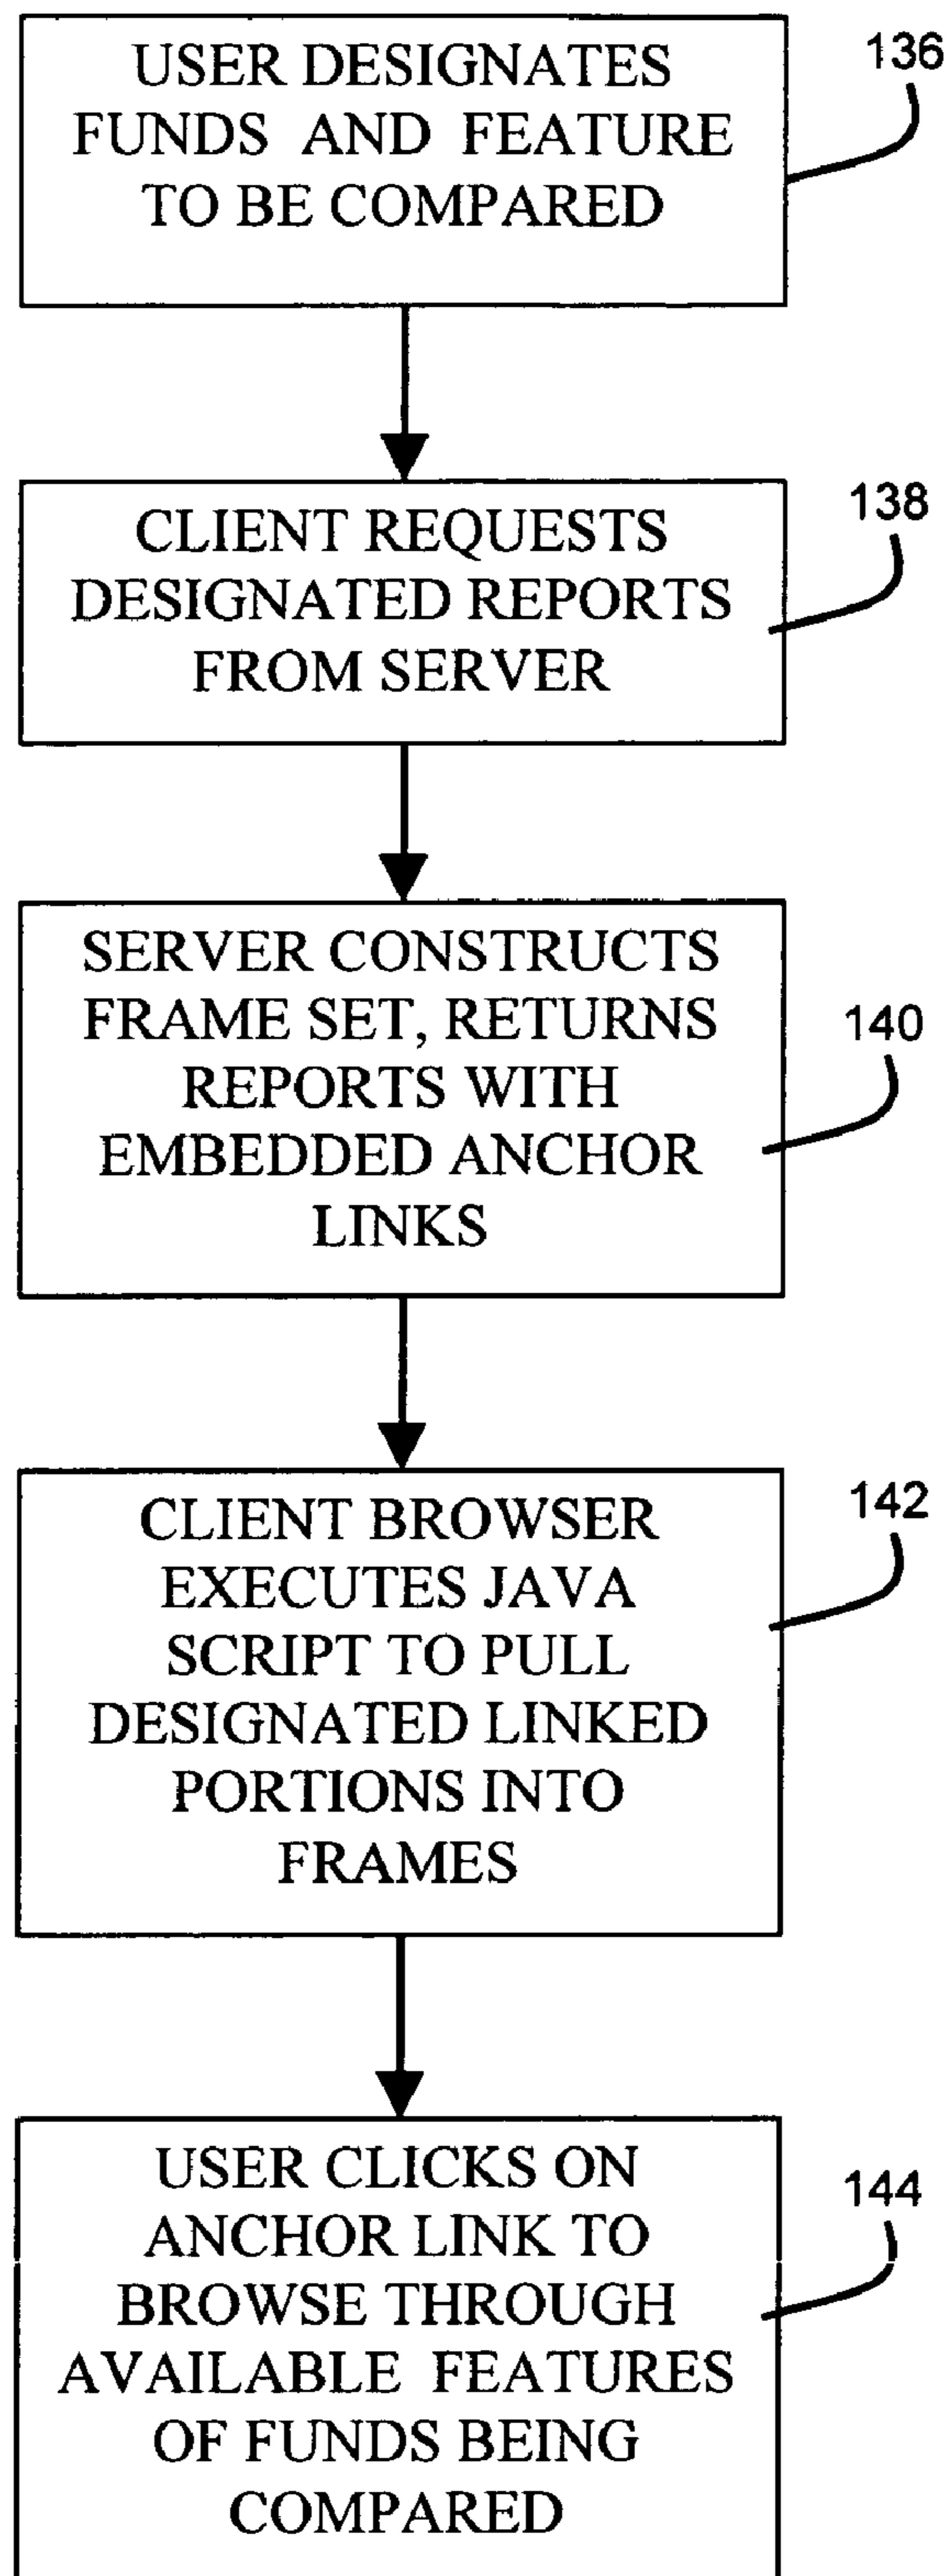 USER DESIGNATES
FUNDS AND FEATURE
TO BE COMPARED
136
CLIENT REQUESTS
DESIGNATED REPORTS
FROM SERVER
138
SERVER CONSTRUCTS
FRAME SET, RETURNS
REPORTS WITH
EMBEDDED ANCHOR
LINKS
140
CLIENT BROWSER
EXECUTES JAVA
SCRIPT TO PULL
DESIGNATED LINKED
PORTIONS INTO
FRAMES
142
USER CLICKS ON
ANCHOR LINK TO
BROWSE THROUGH
AVAILABLE FEATURES
OF FUNDS BEING
COMPARED
144